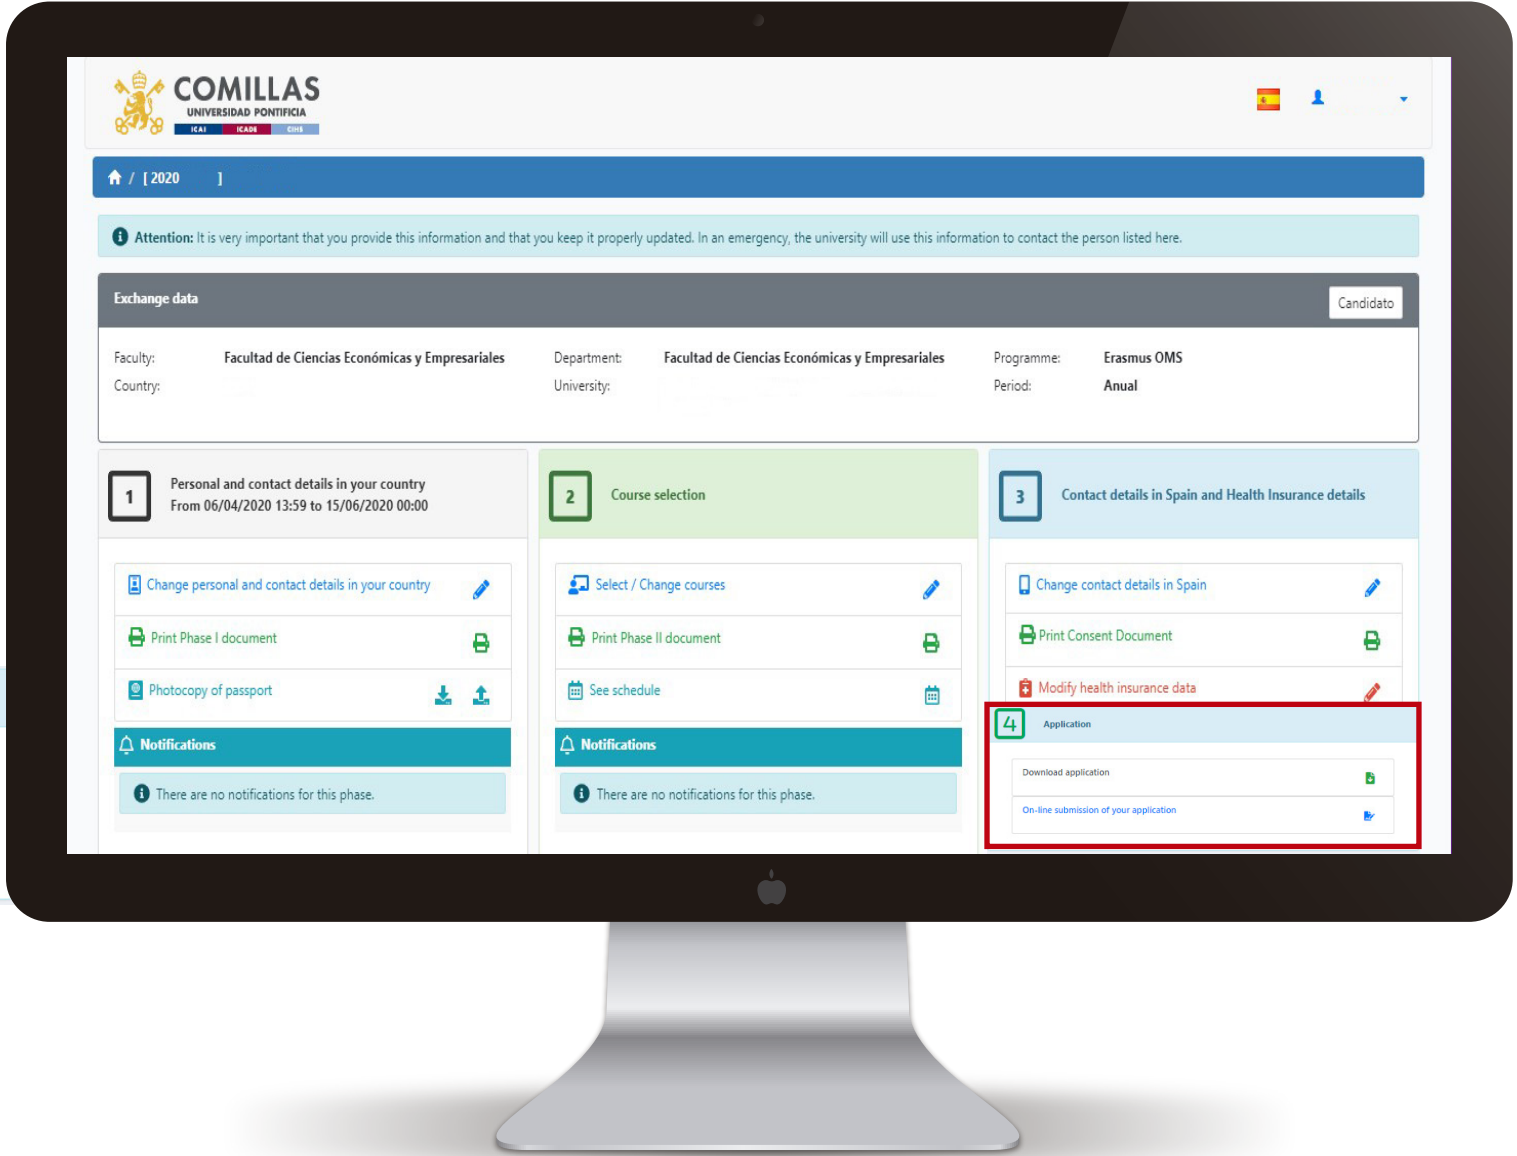 COMILLAS
UNIVERSIDAD PONTIFICIA
ICAI ICADE CIHS
/ [ 2020 ]
Attention: It is very important that you provide this information and that you keep it properly updated. In an emergency, the university will use this information to contact the person listed here.
Exchange data
Candidato
Faculty: Facultad de Ciencias Económicas y Empresariales
Department: Facultad de Ciencias Económicas y Empresariales
Programme: Erasmus OMS
Country:
University:
Period: Anual
1
Personal and contact details in your country
From 06/04/2020 13:59 to 15/06/2020 00:00
Change personal and contact details in your country
Print Phase I document
Photocopy of passport
Notifications
There are no notifications for this phase.
2
Course selection
Select / Change courses
Print Phase II document
See schedule
Notifications
There are no notifications for this phase.
3
Contact details in Spain and Health Insurance details
Change contact details in Spain
Print Consent Document
Modify health insurance data
4
Application
Download application
On-line submission of your application